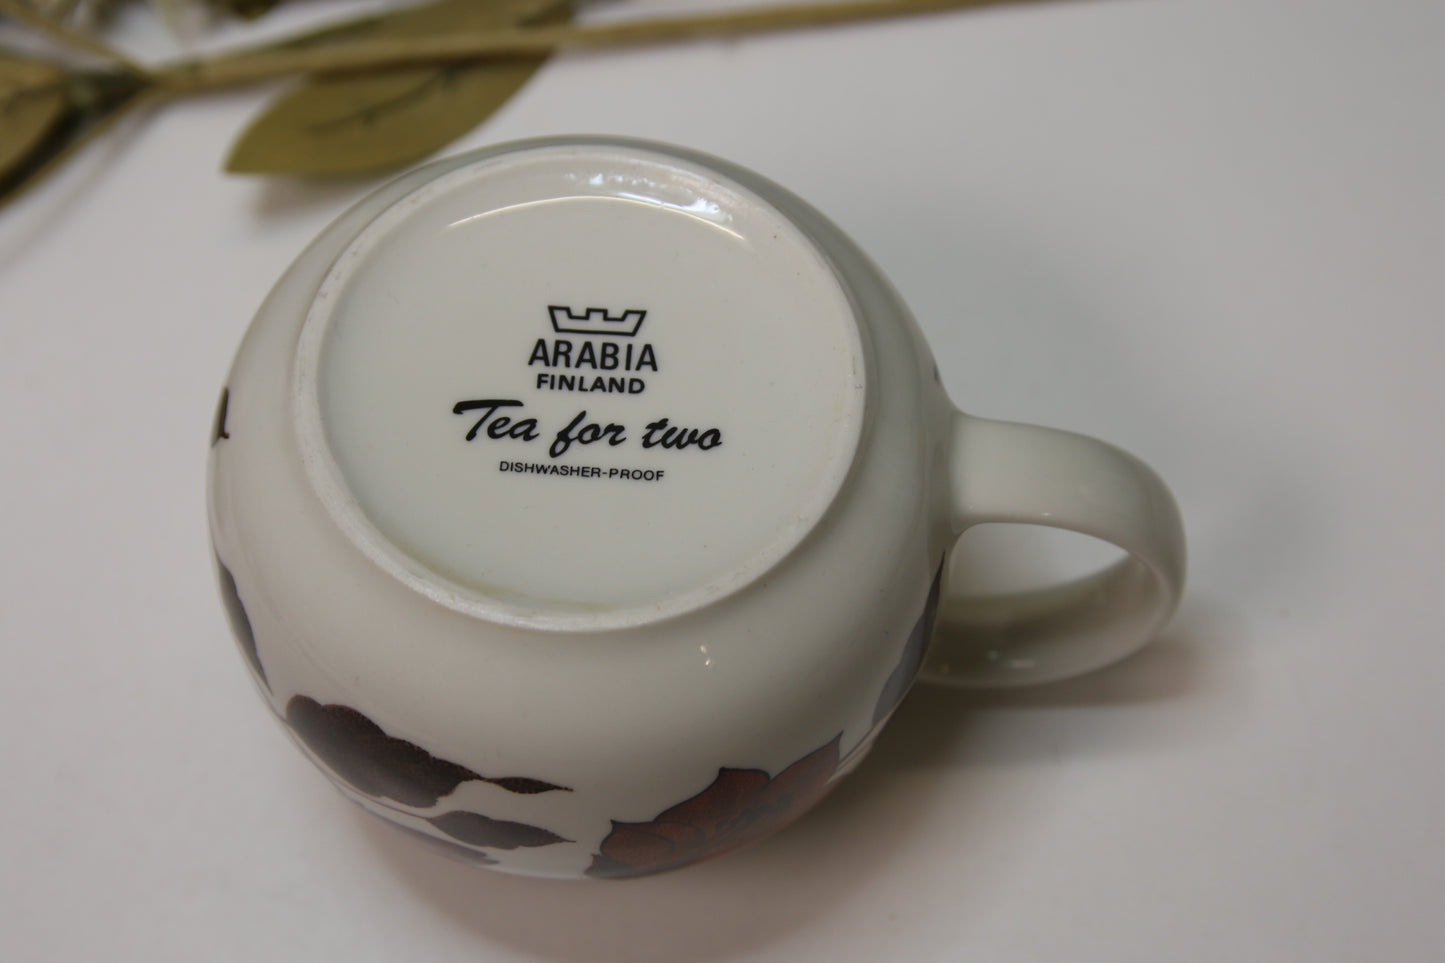 ARABIA
FINLAND
Tea for two
DISHWASHER-PROOF